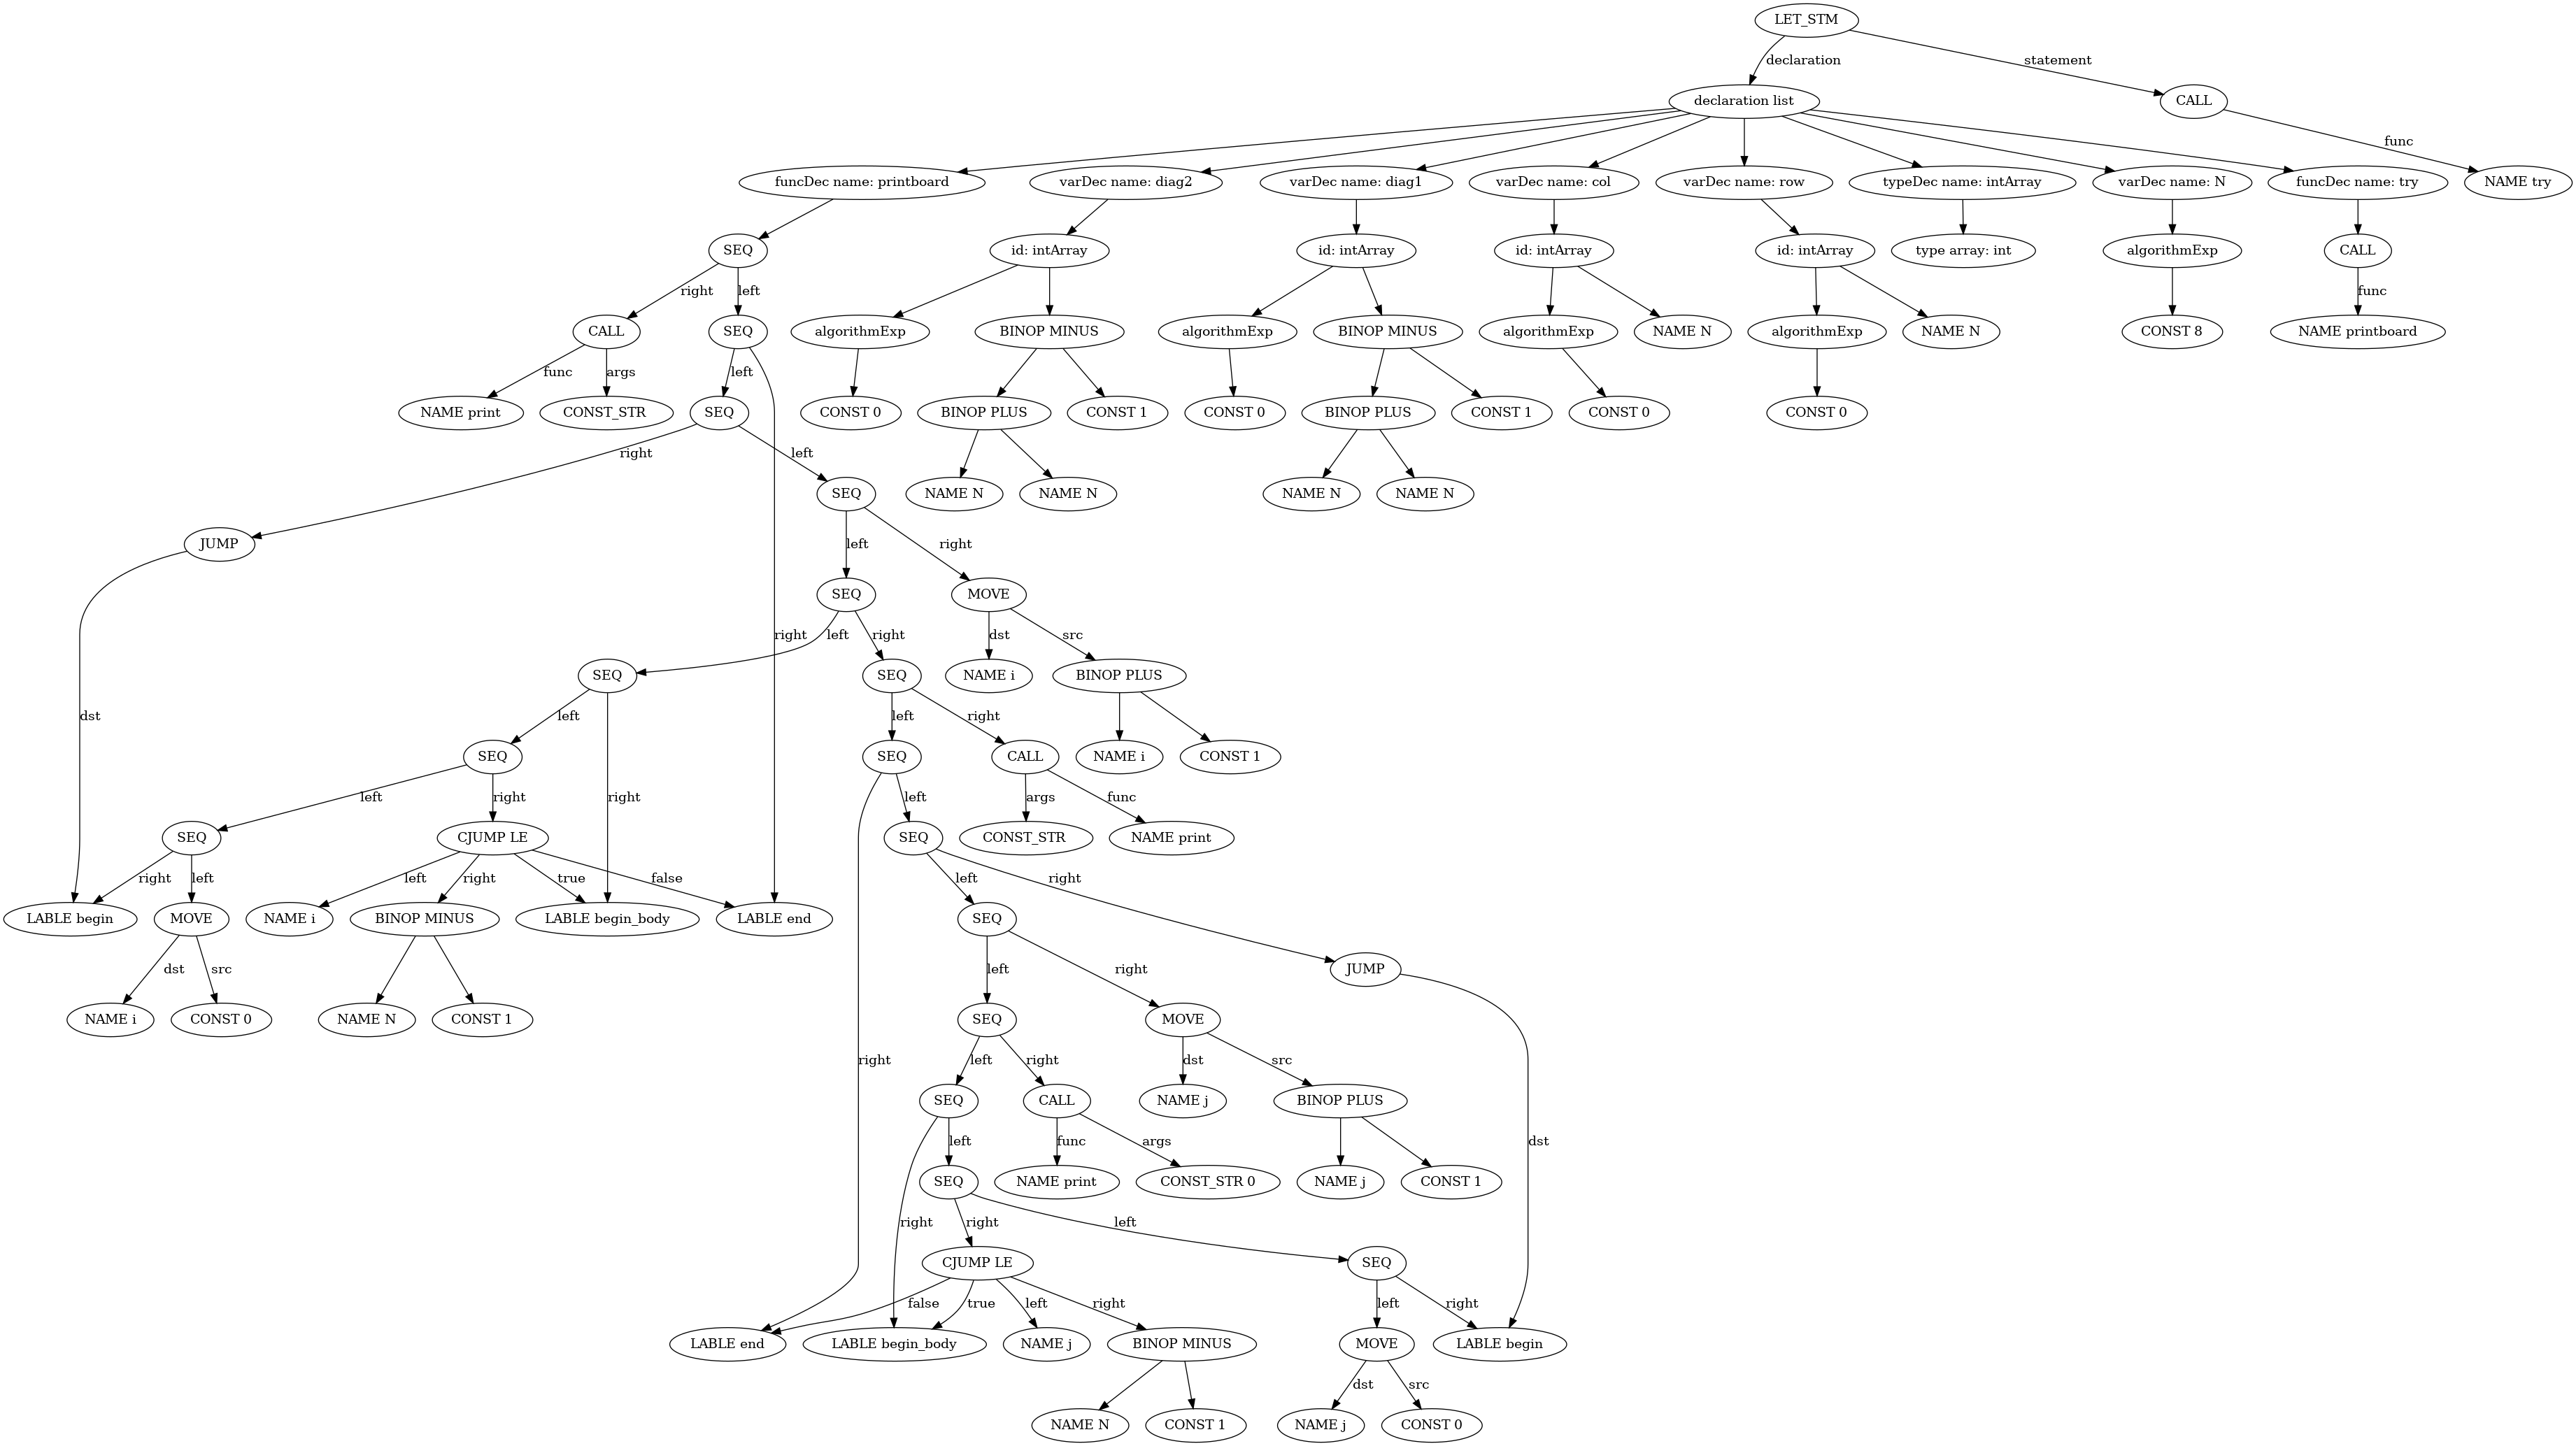 LET_STM
declaration
statement
declaration list
CALL
func
funcDec name: printboard
varDec name: diag2
varDec name: diag1
varDec name: col
varDec name: row
typeDec name: intArray
varDec name: N
funcDec name: try
NAME try
SEQ
id: intArray
id: intArray
id: intArray
id: intArray
type array: int
algorithmExp
CALL
right
left
func
CALL
SEQ
algorithmExp
BINOP MINUS
algorithmExp
BINOP MINUS
algorithmExp
NAME N
algorithmExp
NAME N
CONST 8
NAME printboard
func
args
left
NAME print
CONST_STR
SEQ
CONST 0
BINOP PLUS
CONST 1
CONST 0
BINOP PLUS
CONST 1
CONST 0
CONST 0
right
left
SEQ
NAME N
NAME N
NAME N
NAME N
JUMP
left
right
SEQ
MOVE
left
right
right
dst
src
SEQ
SEQ
NAME i
BINOP PLUS
dst
left
right
left
right
SEQ
SEQ
CALL
NAME i
CONST 1
left
right
left
args
func
SEQ
CJUMP LE
SEQ
CONST_STR
NAME print
right
left
left
right
true
false
left
right
LABLE begin
MOVE
NAME i
BINOP MINUS
LABLE begin_body
LABLE end
SEQ
JUMP
dst
src
left
right
NAME i
CONST 0
NAME N
CONST 1
SEQ
MOVE
right
left
right
dst
src
SEQ
CALL
NAME j
BINOP PLUS
left
func
args
dst
SEQ
NAME print
CONST_STR 0
NAME j
CONST 1
right
right
left
CJUMP LE
SEQ
false
true
left
right
left
right
LABLE end
LABLE begin_body
NAME j
BINOP MINUS
MOVE
LABLE begin
dst
src
NAME N
CONST 1
NAME j
CONST 0